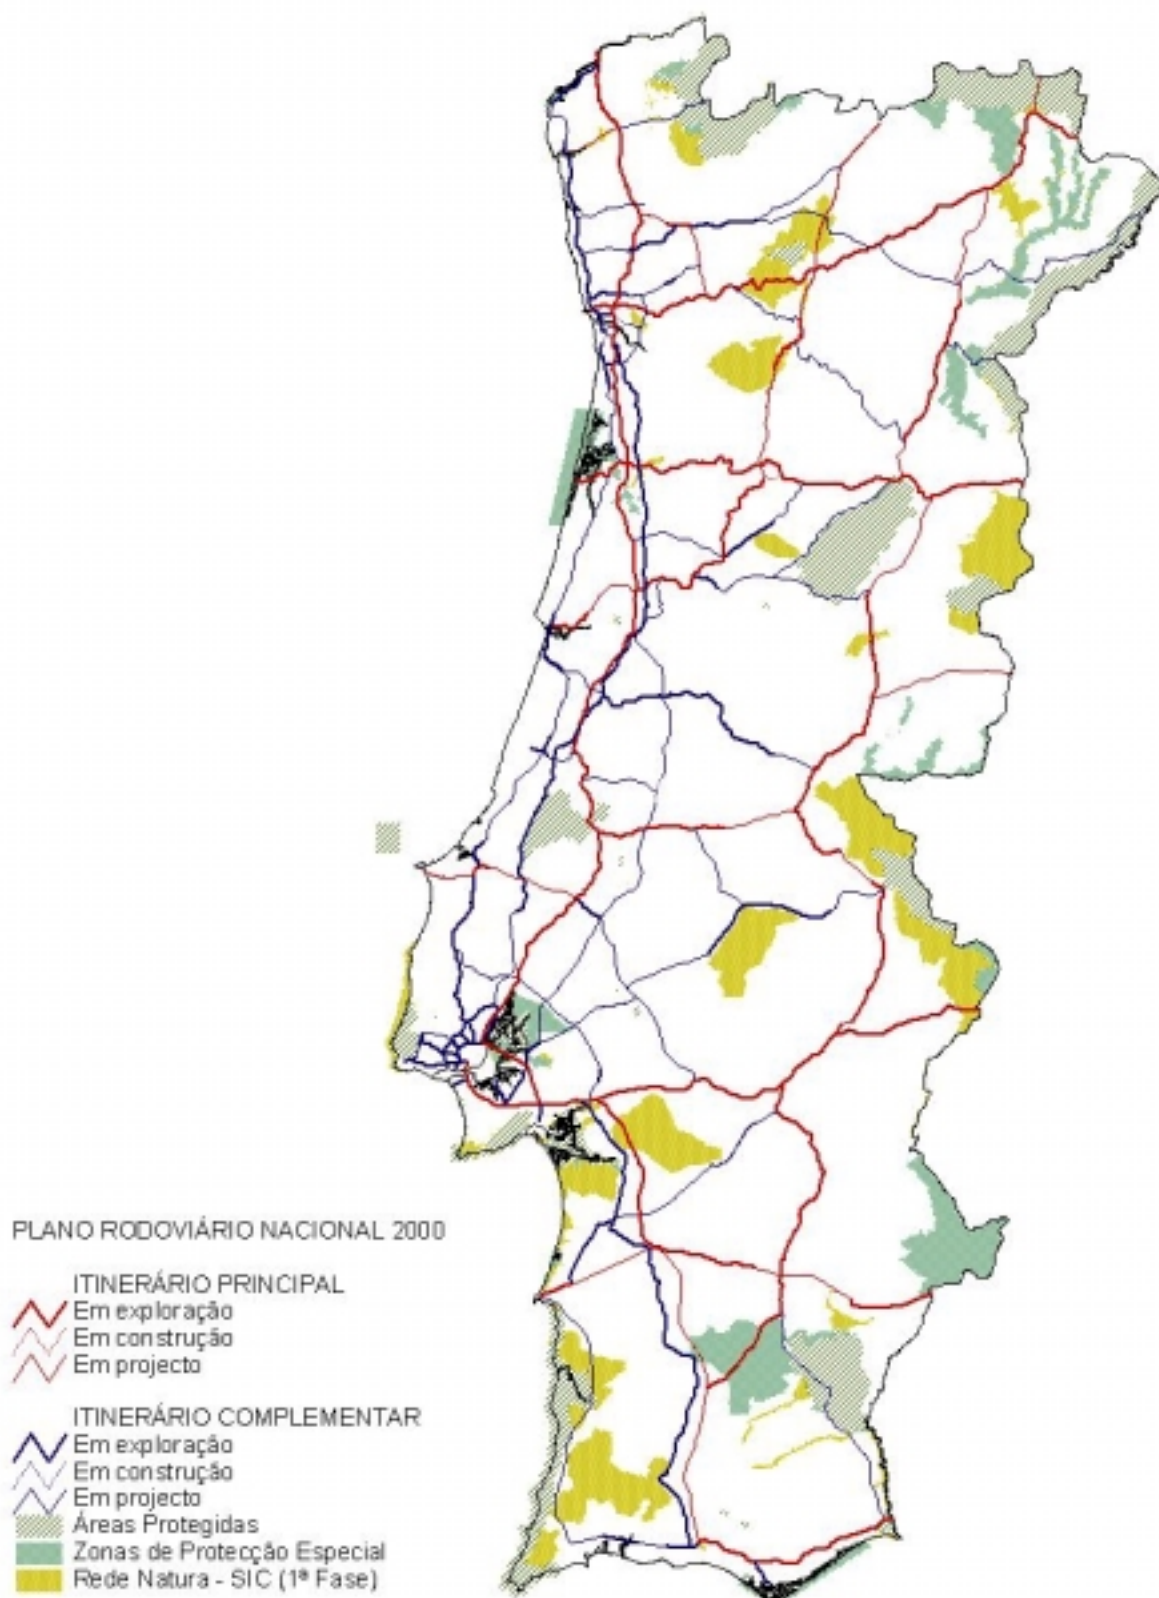 PLANO RODOVIÁRIO NACIONAL 2000
ITINERÁRIO PRINCIPAL
Em exploração
Em construção
Em projecto
ITINERÁRIO COMPLEMENTAR
Em exploração
Em construção
Em projecto
Áreas Protegidas
Zonas de Protecção Especial
Rede Natura - SIC (1ª Fase)